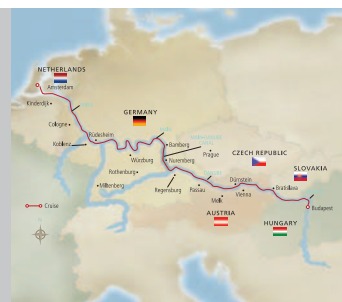 NETHERLANDS
Amsterdam
Kinderdijk
GERMANY
Cologne
Rüdesheim
Koblenz
Bamberg
Würzburg
Nuremberg
Prague
CZECH REPUBLIC
Rothenburg
Miltenberg
Regensburg
Passau
Dürnstein
Melk
Vienna
Bratislava
SLOVAKIA
Budapest
AUSTRIA
HUNGARY
Cruise